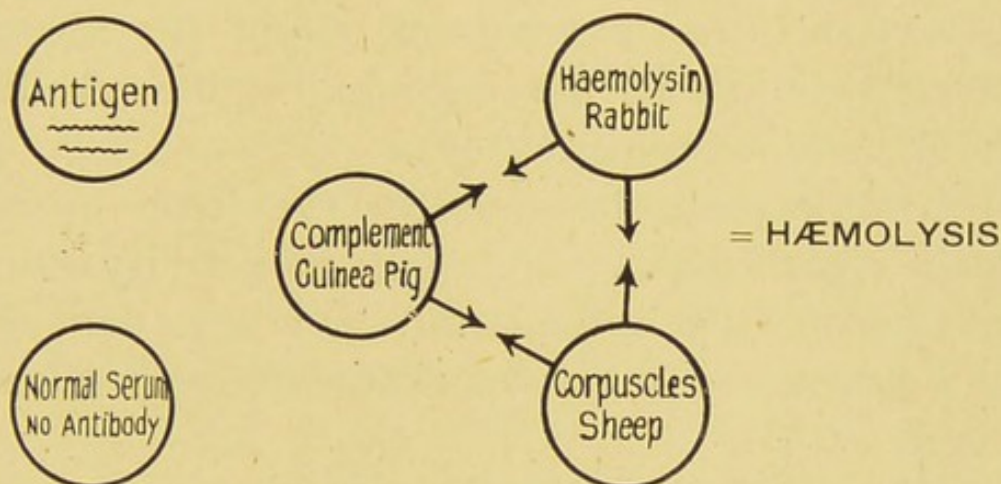 Antigen
Haemolysin
Rabbit
Complement
Guinea Pig
= HÆMOLYSIS
Normal Serum
No Antibody
Corpuscles
Sheep